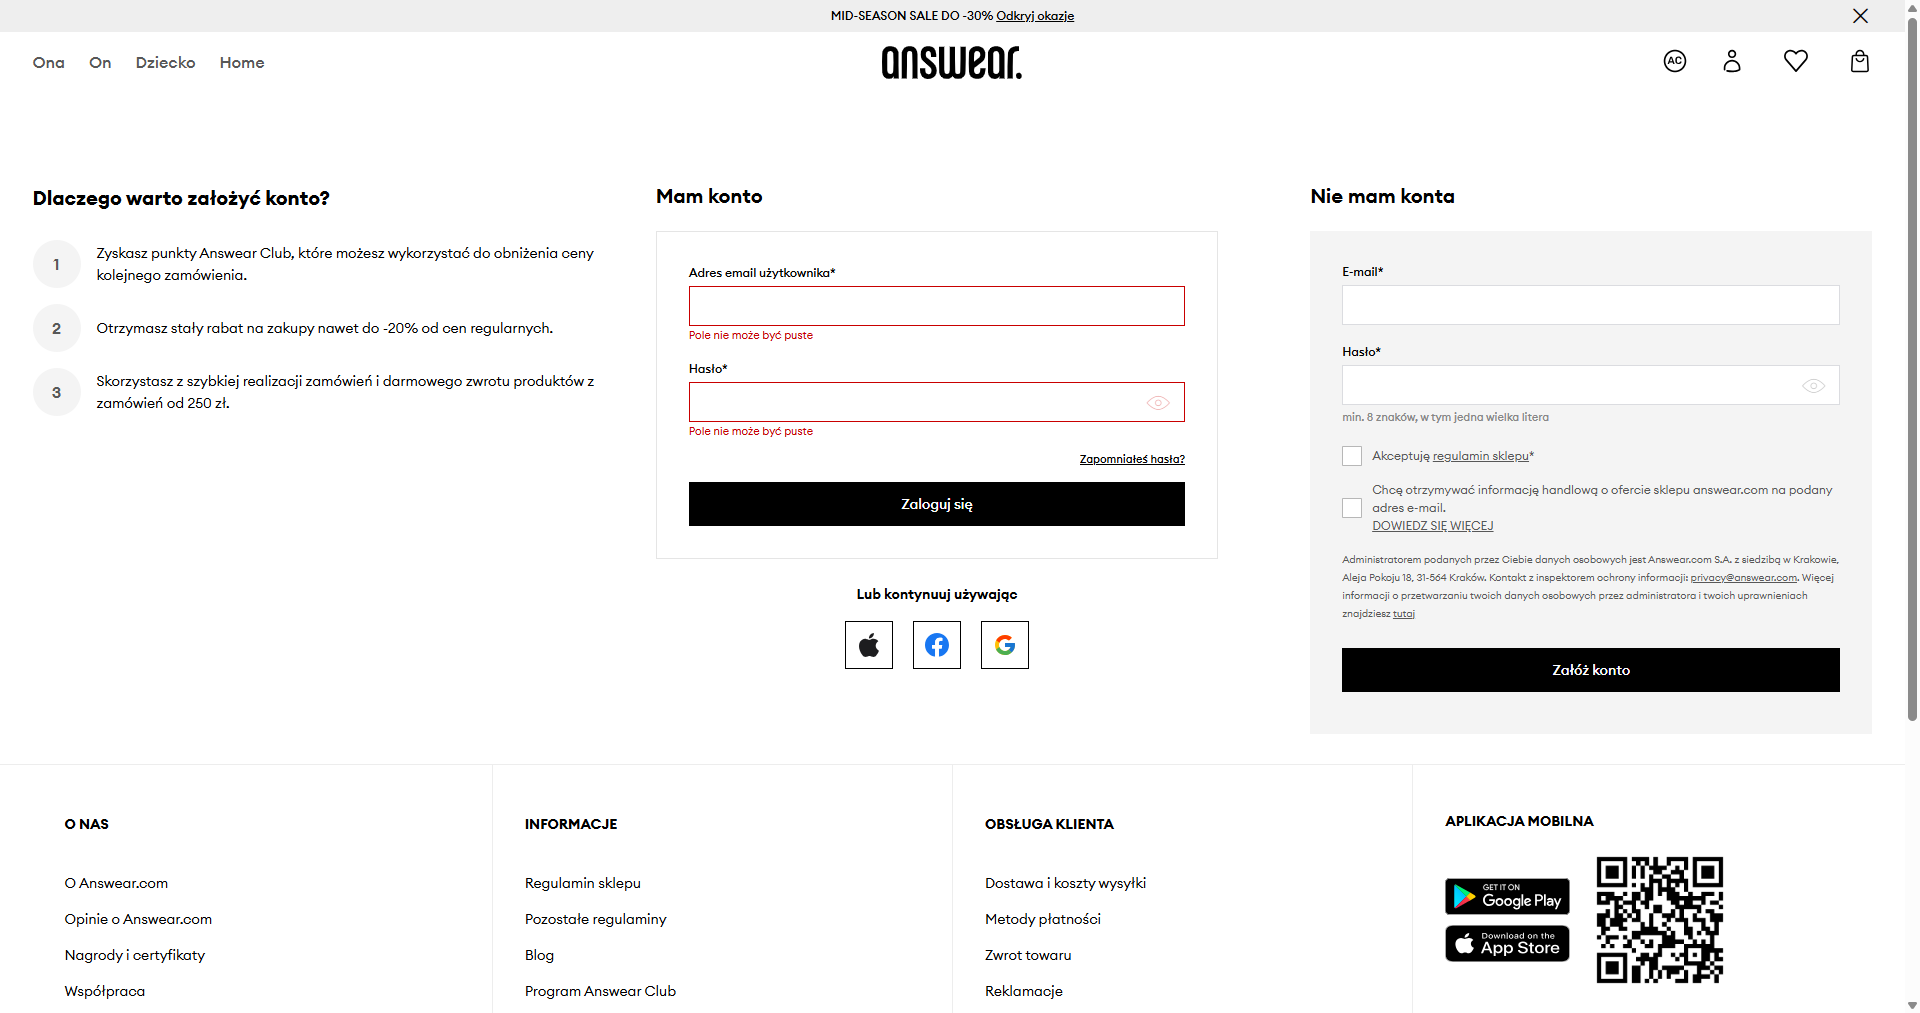 MID-SEASON SALE DO -30% Odkryj okazje
Ona On Dziecko Home
answear.
AC
Dlaczego warto założyć konto?
1
Zyskasz punkty Answear Club, które możesz wykorzystać do obniżenia ceny
kolejnego zamówienia.
2
Otrzymasz stały rabat na zakupy nawet do -20% od cen regularnych.
3
Skorzystasz z szybkiej realizacji zamówień i darmowego zwrotu produktów z
zamówień od 250 zł.
Mam konto
Adres email użytkownika*
Pole nie może być puste
Hasło*
Pole nie może być puste
Zapomniałeś hasła?
Zaloguj się
Lub kontynuuj używając
Nie mam konta
E-mail*
Hasło*
min. 8 znaków, w tym jedna wielka litera
Akceptuję regulamin sklepu*
Chcę otrzymywać informację handlową o ofercie sklepu answear.com na podany
adres e-mail.
DOWIEDZ SIĘ WIĘCEJ
Administratorem podanych przez Ciebie danych osobowych jest Answear.com S.A. z siedzibą w Krakowie,
Aleja Pokoju 18, 31-564 Kraków. Kontakt z inspektorem ochrony informacji: privacy@answear.com. Więcej
informacji o przetwarzaniu twoich danych osobowych przez administratora i twoich uprawnieniach
znajdziesz tutaj
Załóż konto
O NAS
O Answear.com
Opinie o Answear.com
Nagrody i certyfikaty
Współpraca
INFORMACJE
Regulamin sklepu
Pozostałe regulaminy
Blog
Program Answear Club
OBSŁUGA KLIENTA
Dostawa i koszty wysyłki
Metody płatności
Zwrot towaru
Reklamacje
APLIKACJA MOBILNA
GET IT ON
Google Play
Download on the
App Store